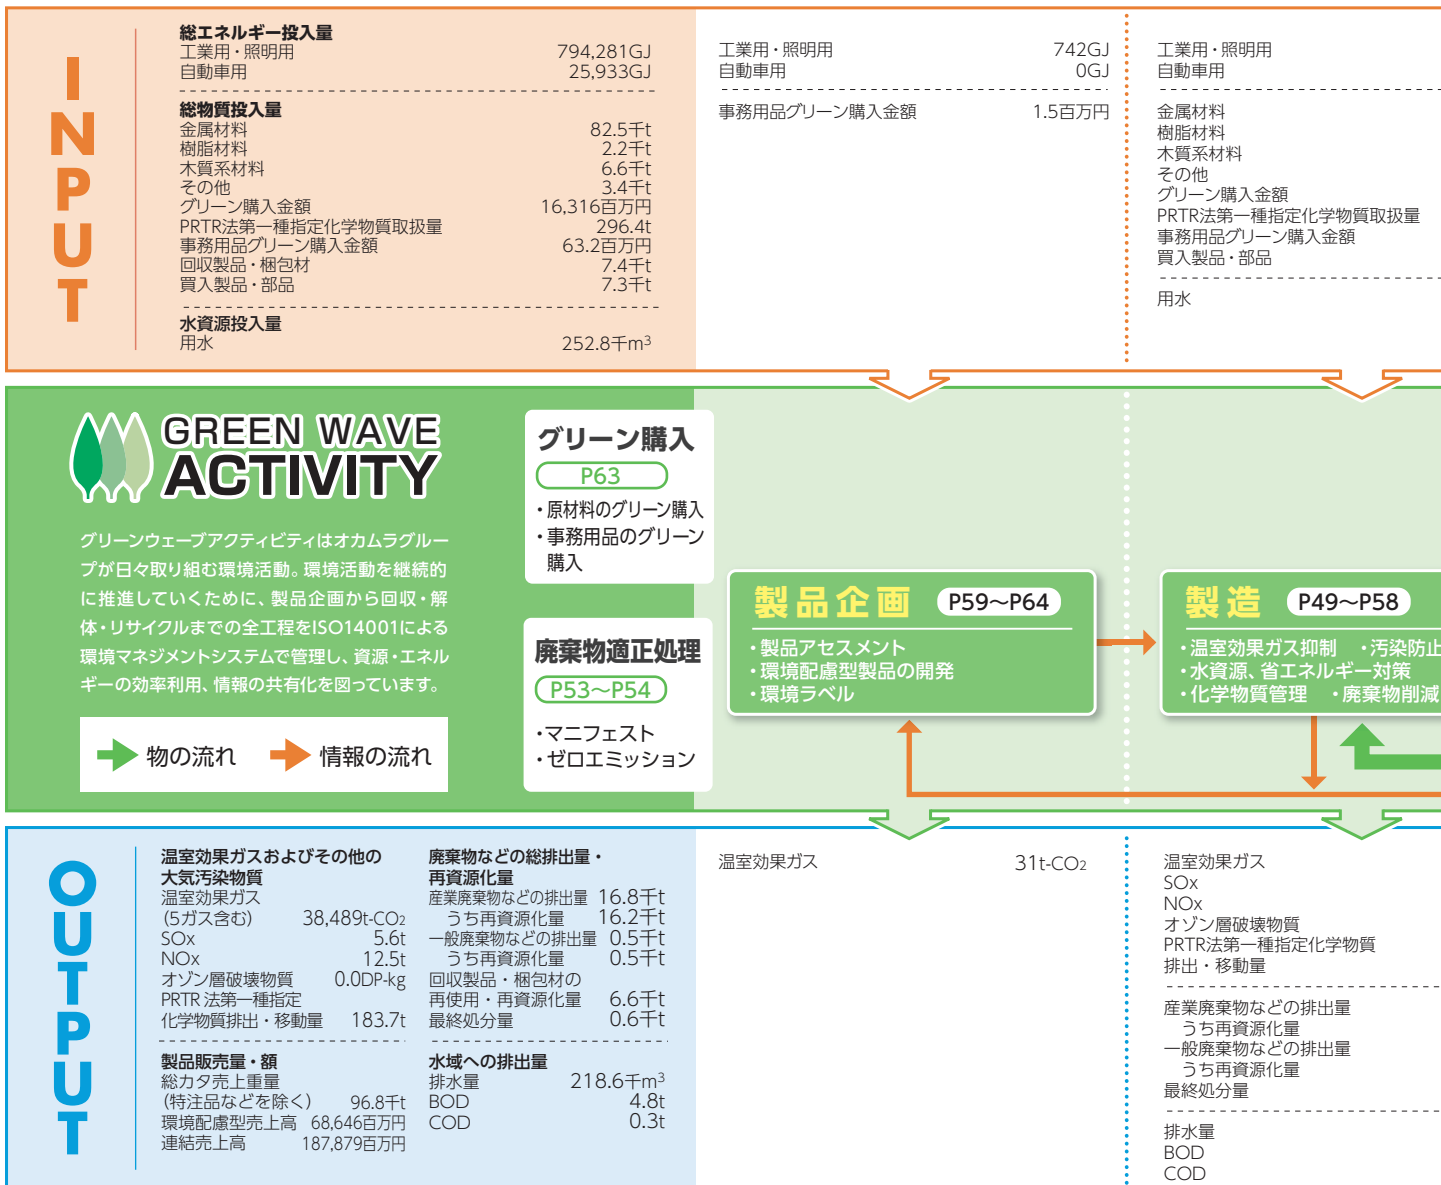 INPUT
総エネルギー投入量
工業用・照明用 794,281GJ
自動車用 25,933GJ
総物質投入量
金属材料 82.5千t
樹脂材料 2.2千t
木質系材料 6.6千t
その他 3.4千t
グリーン購入金額 16,316百万円
PRTR法第一種指定化学物質取扱量 296.4t
事務用品グリーン購入金額 63.2百万円
回収製品・梱包材 7.4千t
買入製品・部品 7.3千t
水資源投入量
用水 252.8千m³
工業用・照明用 742GJ
自動車用 0GJ
事務用品グリーン購入金額 1.5百万円
工業用・照明用
自動車用
金属材料
樹脂材料
木質系材料
その他
グリーン購入金額
PRTR法第一種指定化学物質取扱量
事務用品グリーン購入金額
買入製品・部品
用水
GREEN WAVE
ACTIVITY
グリーンウェーブアクティビティはオカムラグルー
プが日々取り組む環境活動。環境活動を継続的
に推進していくために、製品企画から回収・解
体・リサイクルまでの全工程をISO14001による
環境マネジメントシステムで管理し、資源・エネル
ギーの効率利用、情報の共有化を図っています。
物の流れ 情報の流れ
グリーン購入
P63
・原材料のグリーン購入
・事務用品のグリーン
購入
廃棄物適正処理
P53〜P54
・マニフェスト
・ゼロエミッション
製品企画 P59〜P64
・製品アセスメント
・環境配慮型製品の開発
・環境ラベル
製造 P49〜P58
・温室効果ガス抑制 ・汚染防止
・水資源、省エネルギー対策
・化学物質管理 ・廃棄物削減
OUTPUT
温室効果ガスおよびその他の
大気汚染物質
温室効果ガス
(5ガス含む) 38,489t-CO₂
SOx 5.6t
NOx 12.5t
オゾン層破壊物質 0.0DP-kg
PRTR 法第一種指定
化学物質排出・移動量 183.7t
製品販売量・額
総カタ売上重量
(特注品などを除く) 96.8千t
環境配慮型売上高 68,646百万円
連結売上高 187,879百万円
廃棄物などの総排出量・
再資源化量
産業廃棄物などの排出量 16.8千t
うち再資源化量 16.2千t
一般廃棄物などの排出量 0.5千t
うち再資源化量 0.5千t
回収製品・梱包材の
再使用・再資源化量 6.6千t
最終処分量 0.6千t
水域への排出量
排水量 218.6千m³
BOD 4.8t
COD 0.3t
温室効果ガス 31t-CO₂
温室効果ガス
SOx
NOx
オゾン層破壊物質
PRTR法第一種指定化学物質
排出・移動量
産業廃棄物などの排出量
うち再資源化量
一般廃棄物などの排出量
うち再資源化量
最終処分量
排水量
BOD
COD